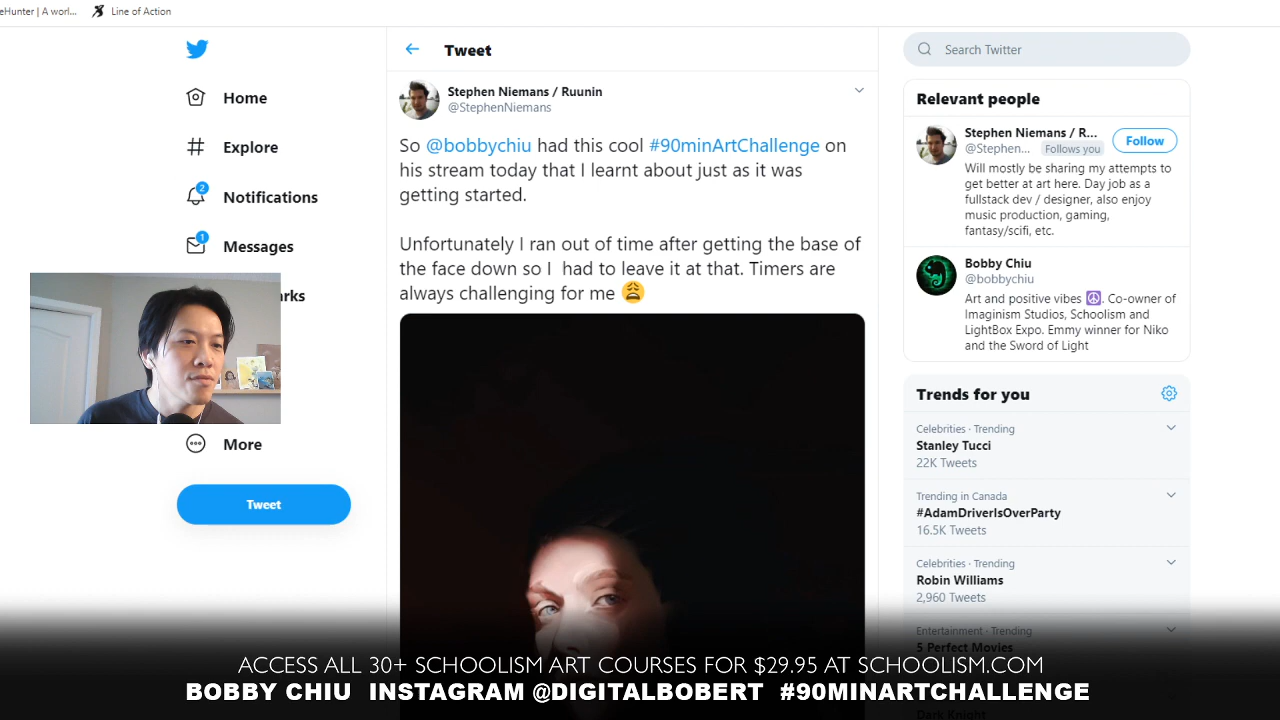 eHunter | A worl...
Line of Action
Home
Explore
2
Notifications
1
Messages
arks
More
Tweet
Tweet
Stephen Niemans / Ruunin
@StephenNiemans
So @bobbychiu had this cool #90minArtChallenge on
his stream today that I learnt about just as it was
getting started.
Unfortunately I ran out of time after getting the base of
the face down so I had to leave it at that. Timers are
always challenging for me 😩
Search Twitter
Relevant people
Stephen Niemans / R...
@Stephen... Follows you
Follow
Will mostly be sharing my attempts to
get better at art here. Day job as a
fullstack dev / designer, also enjoy
music production, gaming,
fantasy/scifi, etc.
Bobby Chiu
@bobbychiu
Art and positive vibes ☮. Co-owner of
Imaginism Studios, Schoolism and
LightBox Expo. Emmy winner for Niko
and the Sword of Light
Trends for you
Celebrities · Trending
Stanley Tucci
22K Tweets
Trending in Canada
#AdamDriverIsOverParty
16.5K Tweets
Celebrities · Trending
Robin Williams
2,960 Tweets
Entertainment · Trending
5 Perfect Movies
Dark Knight
ACCESS ALL 30+ SCHOOLISM ART COURSES FOR $29.95 AT SCHOOLISM.COM
BOBBY CHIU INSTAGRAM @DIGITALBOBERT #90MINARTCHALLENGE